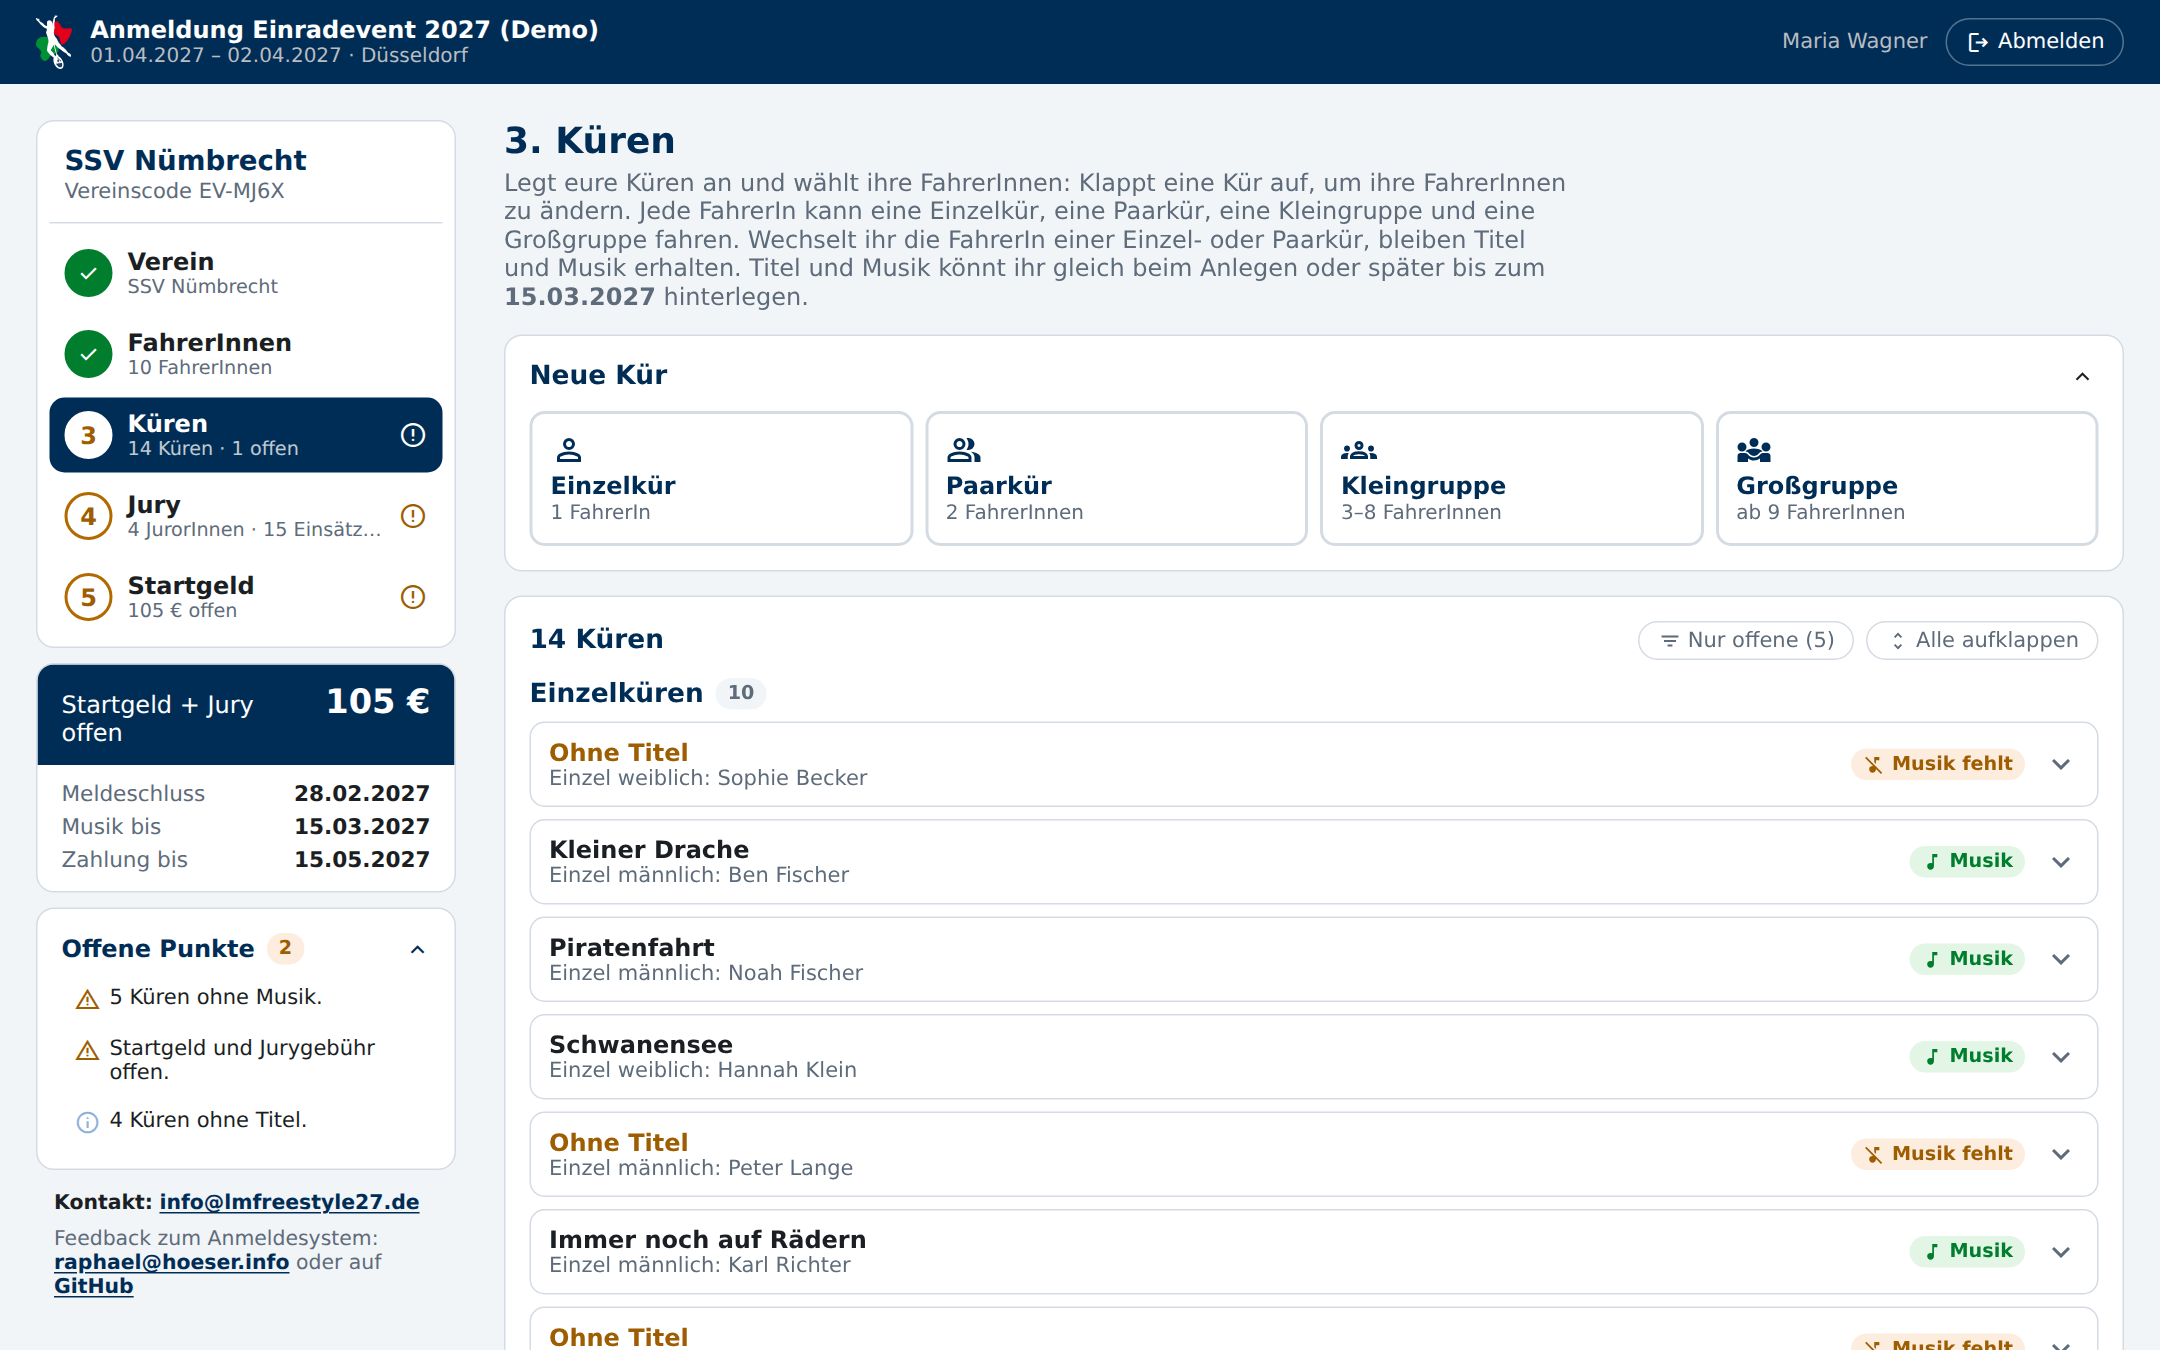 Anmeldung Einradevent 2027 (Demo)
01.04.2027 – 02.04.2027 · Düsseldorf
Maria Wagner
Abmelden
SSV Nümbrecht
Vereinscode EV-MJ6X
Verein
SSV Nümbrecht
FahrerInnen
10 FahrerInnen
3
Küren
14 Küren · 1 offen
4
Jury
4 JurorInnen · 15 Einsätz…
5
Startgeld
105 € offen
Startgeld + Jury
offen
105 €
Meldeschluss 28.02.2027
Musik bis 15.03.2027
Zahlung bis 15.05.2027
Offene Punkte 2
5 Küren ohne Musik.
Startgeld und Jurygebühr
offen.
4 Küren ohne Titel.
Kontakt: info@lmfreestyle27.de
Feedback zum Anmeldesystem:
raphael@hoeser.info oder auf
GitHub
3. Küren
Legt eure Küren an und wählt ihre FahrerInnen: Klappt eine Kür auf, um ihre FahrerInnen
zu ändern. Jede FahrerIn kann eine Einzelkür, eine Paarkür, eine Kleingruppe und eine
Großgruppe fahren. Wechselt ihr die FahrerIn einer Einzel- oder Paarkür, bleiben Titel
und Musik erhalten. Titel und Musik könnt ihr gleich beim Anlegen oder später bis zum
15.03.2027 hinterlegen.
Neue Kür
Einzelkür
1 FahrerIn
Paarkür
2 FahrerInnen
Kleingruppe
3–8 FahrerInnen
Großgruppe
ab 9 FahrerInnen
14 Küren
Nur offene (5)
Alle aufklappen
Einzelküren 10
Ohne Titel
Einzel weiblich: Sophie Becker
Musik fehlt
Kleiner Drache
Einzel männlich: Ben Fischer
Musik
Piratenfahrt
Einzel männlich: Noah Fischer
Musik
Schwanensee
Einzel weiblich: Hannah Klein
Musik
Ohne Titel
Einzel männlich: Peter Lange
Musik fehlt
Immer noch auf Rädern
Einzel männlich: Karl Richter
Musik
Ohne Titel
Musik fehlt